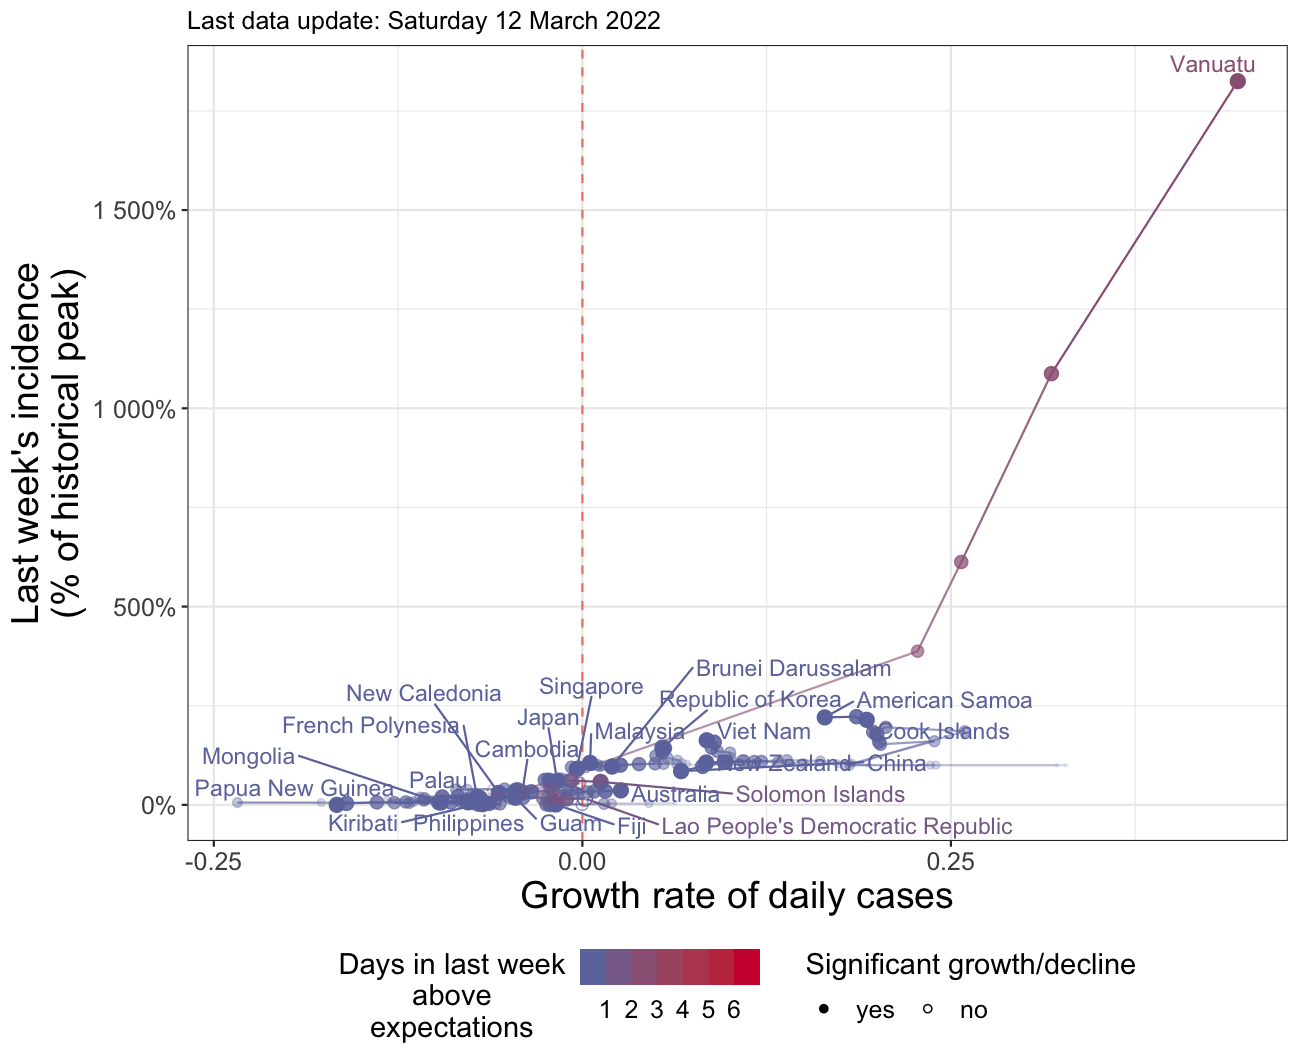 Last data update: Saturday 12 March 2022
Last week's incidence
(% of historical peak)
1 500%
1 000%
500%
0%
Vanuatu
Brunei Darussalam
Singapore
New Caledonia
Republic of Korea
American Samoa
Japan
French Polynesia
Malaysia
Viet Nam
Cook Islands
Cambodia
Mongolia
New Zealand
China
Palau
Papua New Guinea
Australia
Solomon Islands
Kiribati
Philippines
Guam
Fiji
Lao People's Democratic Republic
-0.25
0.00
0.25
Growth rate of daily cases
Days in last week
above
expectations
1 2 3 4 5 6
Significant growth/decline
yes
no